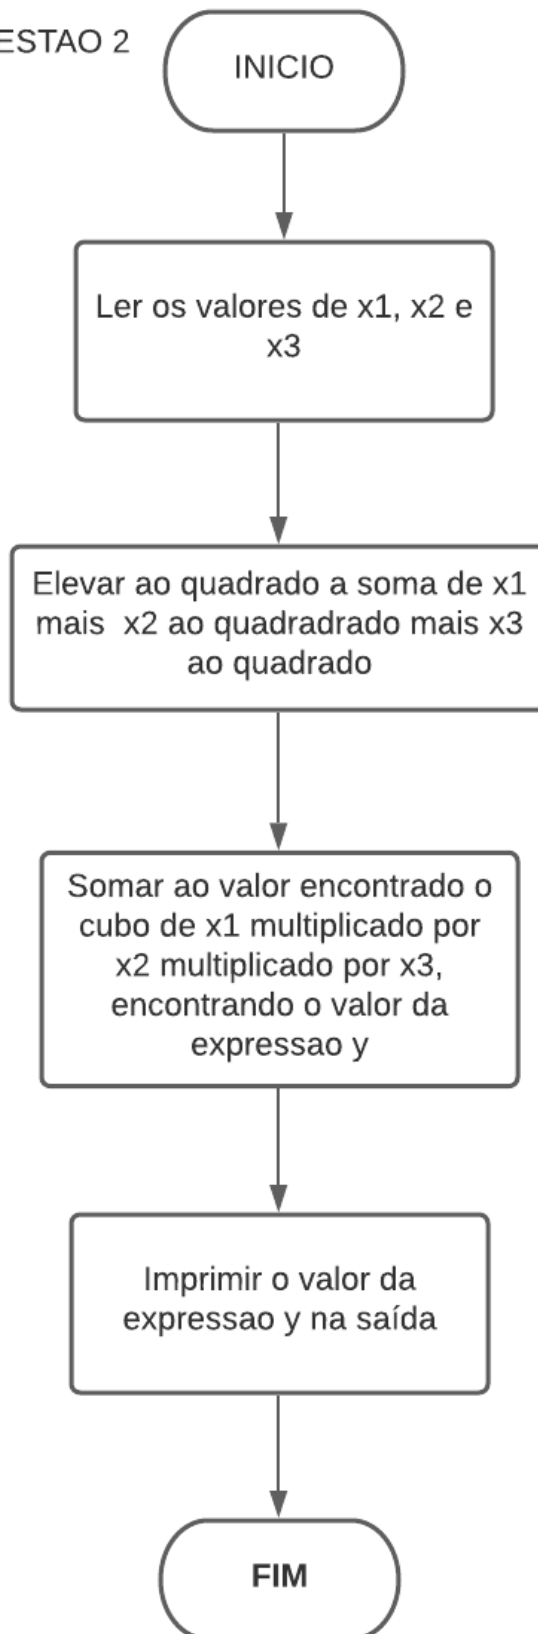 ESTAO 2
INICIO
Ler os valores de x1, x2 e
x3
Elevar ao quadrado a soma de x1
mais x2 ao quadradrado mais x3
ao quadrado
Somar ao valor encontrado o
cubo de x1 multiplicado por
x2 multiplicado por x3,
encontrando o valor da
expressao y
Imprimir o valor da
expressao y na saída
FIM